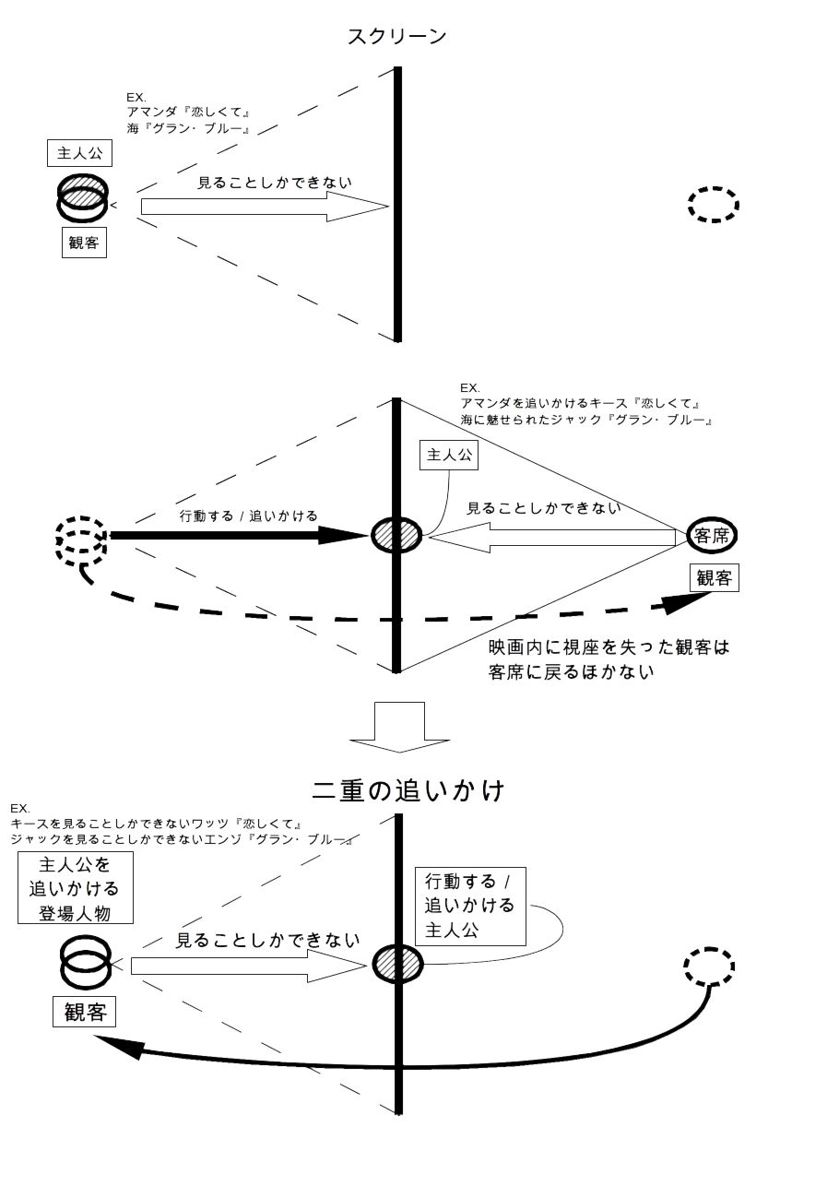 スクリーン
EX.
アマンダ『恋しくて』
海『グラン・ブルー』
主人公
見ることしかできない
観客
EX.
アマンダを追いかけるキース『恋しくて』
海に魅せられたジャック『グラン・ブルー』
主人公
行動する / 追いかける
見ることしかできない
客席
観客
映画内に視座を失った観客は
客席に戻るほかない
二重の追いかけ
EX.
キースを見ることしかできないワッツ『恋しくて』
ジャックを見ることしかできないエンゾ『グラン・ブルー』
主人公を
追いかける
登場人物
行動する /
追いかける
主人公
見ることしかできない
観客